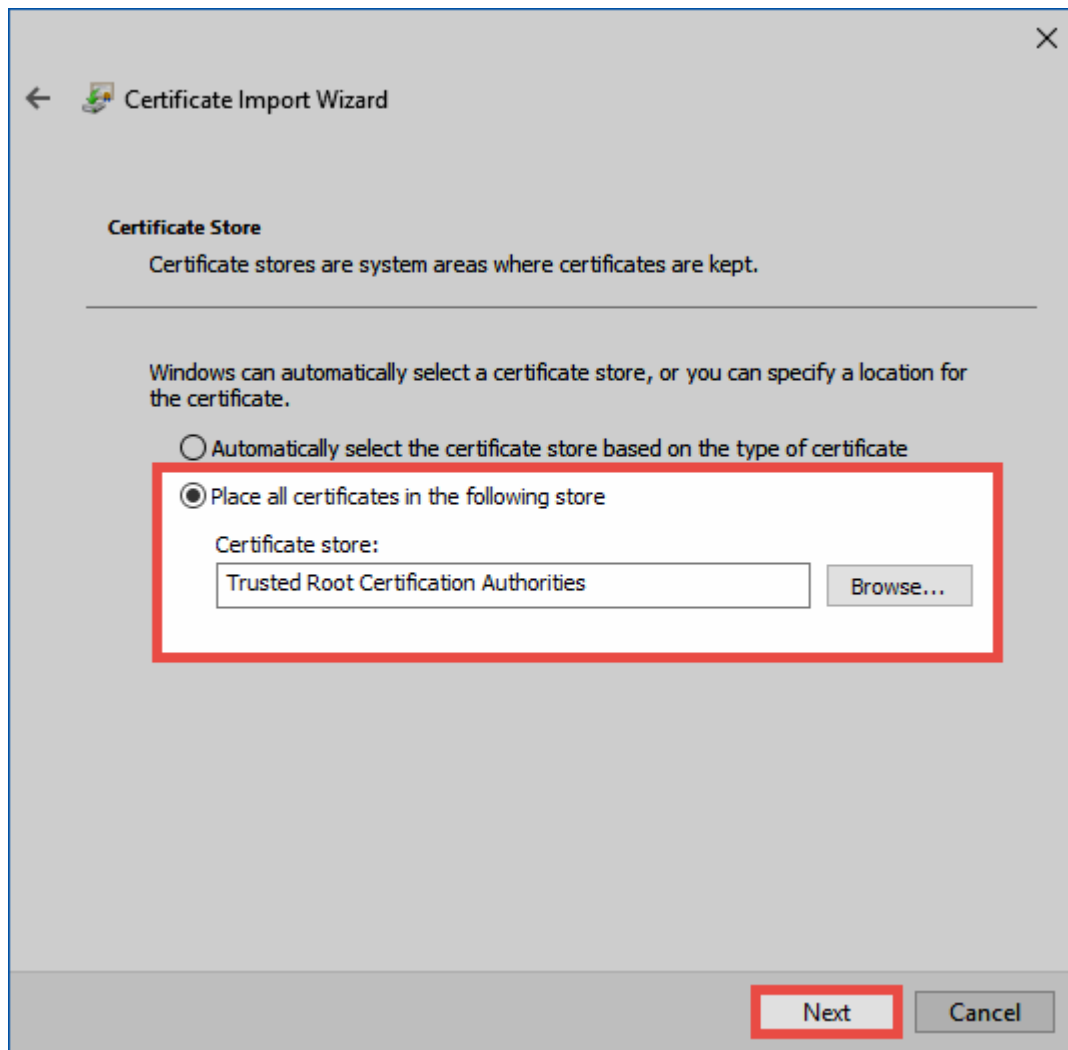 Certificate Import Wizard
Certificate Store
Certificate stores are system areas where certificates are kept.
Windows can automatically select a certificate store, or you can specify a location for
the certificate.
Automatically select the certificate store based on the type of certificate
Place all certificates in the following store
Certificate store:
Trusted Root Certification Authorities
Browse...
Next
Cancel